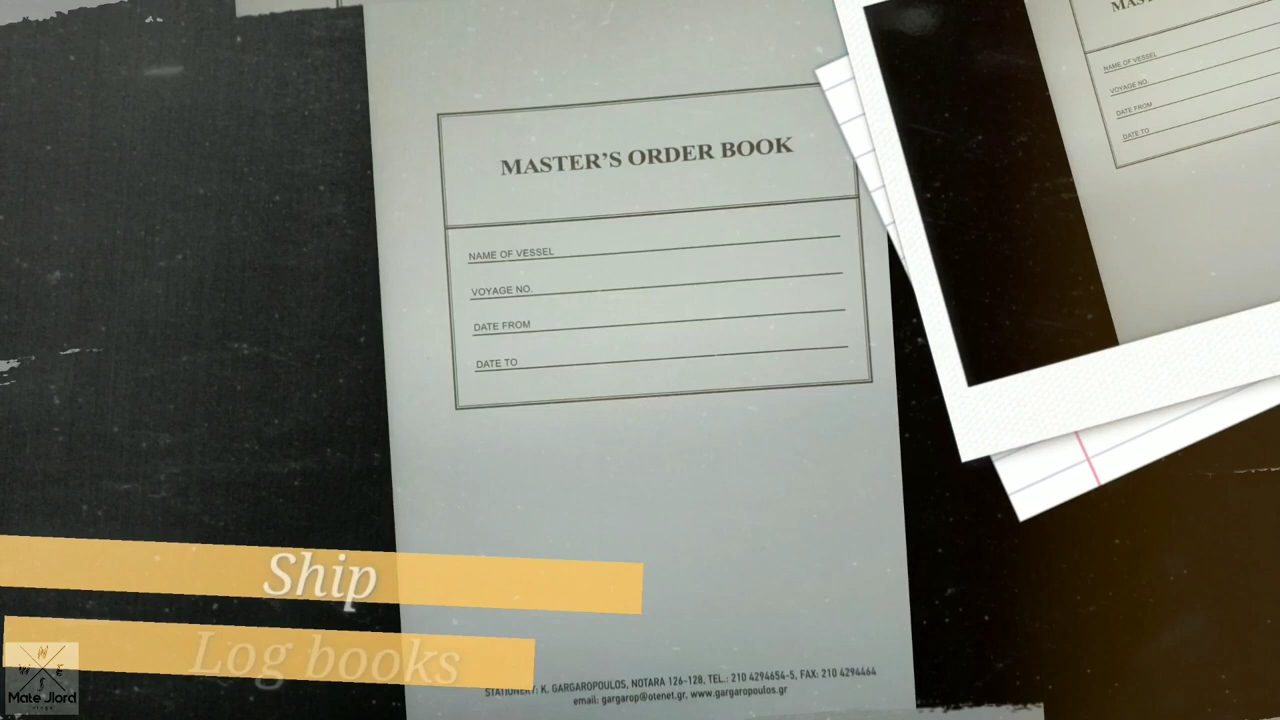 MASTER'S ORDER BOOK
NAME OF VESSEL
VOYAGE NO.
DATE FROM
DATE TO
NAME OF VESSEL
VOYAGE NO.
DATE FROM
DATE TO
Ship
Log books
STATIONERY: K. GARGAROPOULOS, NOTARA 126-128, TEL.: 210 4294654-5, FAX: 210 4294464
email: gargarop@otenet.gr, www.gargaropoulos.gr
N
W E
S
Mate Jlord